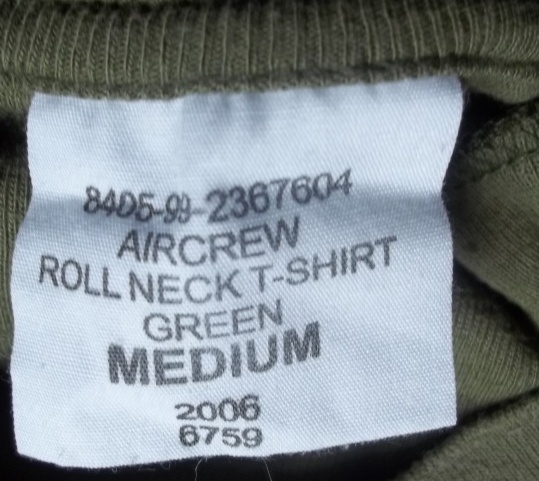 8405-99-2367604
AIRCREW
ROLL NECK T-SHIRT
GREEN
MEDIUM
2006
6759